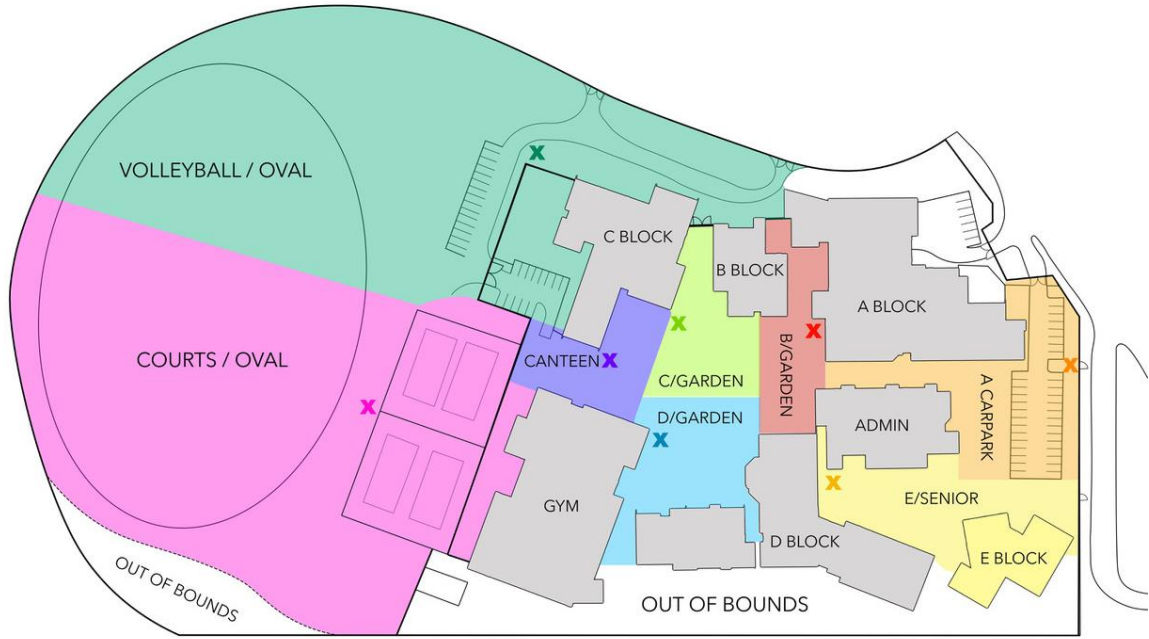 VOLLEYBALL / OVAL
C BLOCK
B BLOCK
A BLOCK
COURTS / OVAL
CANTEEN
C/GARDEN
B/GARDEN
A CARPARK
D/GARDEN
ADMIN
GYM
E/SENIOR
D BLOCK
E BLOCK
OUT OF BOUNDS
OUT OF BOUNDS
X
X
X
X
X
X
X
X